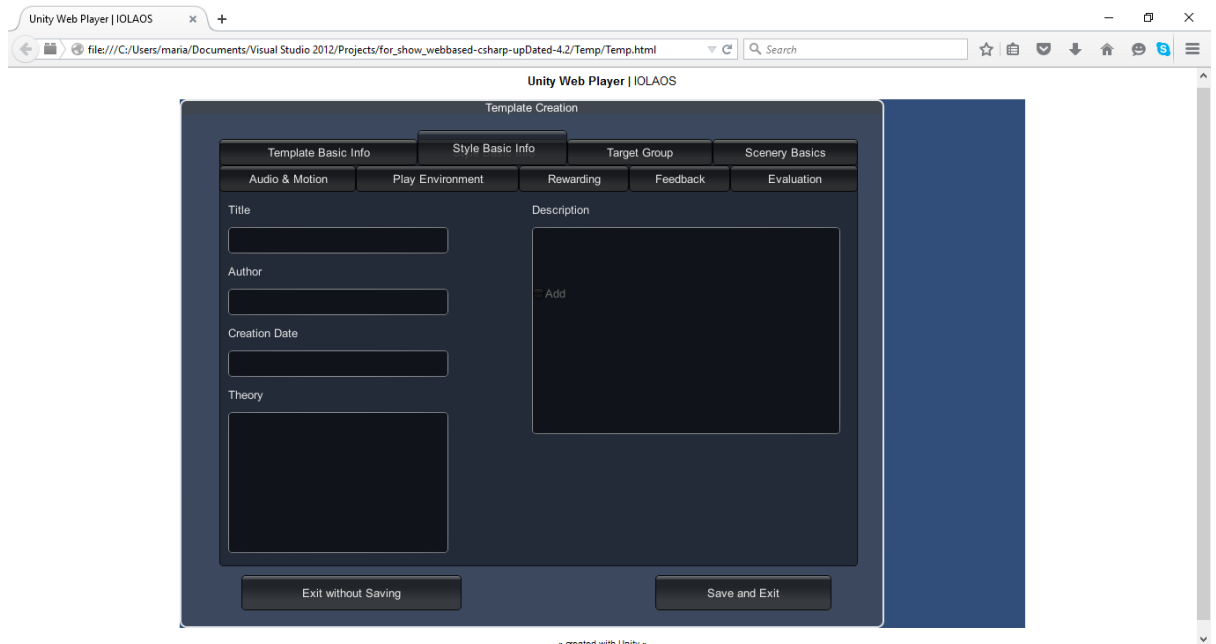 Unity Web Player | IOLAOS
file:///C:/Users/maria/Documents/Visual Studio 2012/Projects/for_show_webbased-csharp-upDated-4.2/Temp/Temp.html
Search
Unity Web Player | IOLAOS
Template Creation
Template Basic Info
Style Basic Info
Target Group
Scenery Basics
Audio & Motion
Play Environment
Rewarding
Feedback
Evaluation
Title
Description
Author
Add
Creation Date
Theory
Exit without Saving
Save and Exit
« created with Unity »